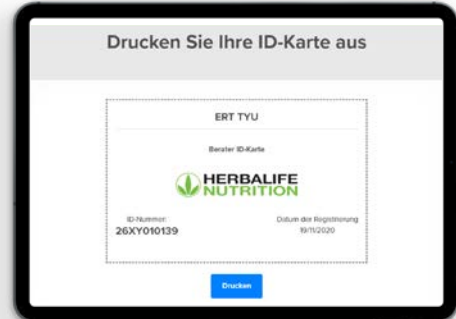 Drucken Sie Ihre ID-Karte aus
ERT TYU
Berater ID-Karte
HERBALIFE
NUTRITION
ID-Nummer:
26XY010139
Datum der Registrierung
19/11/2020
Drucken